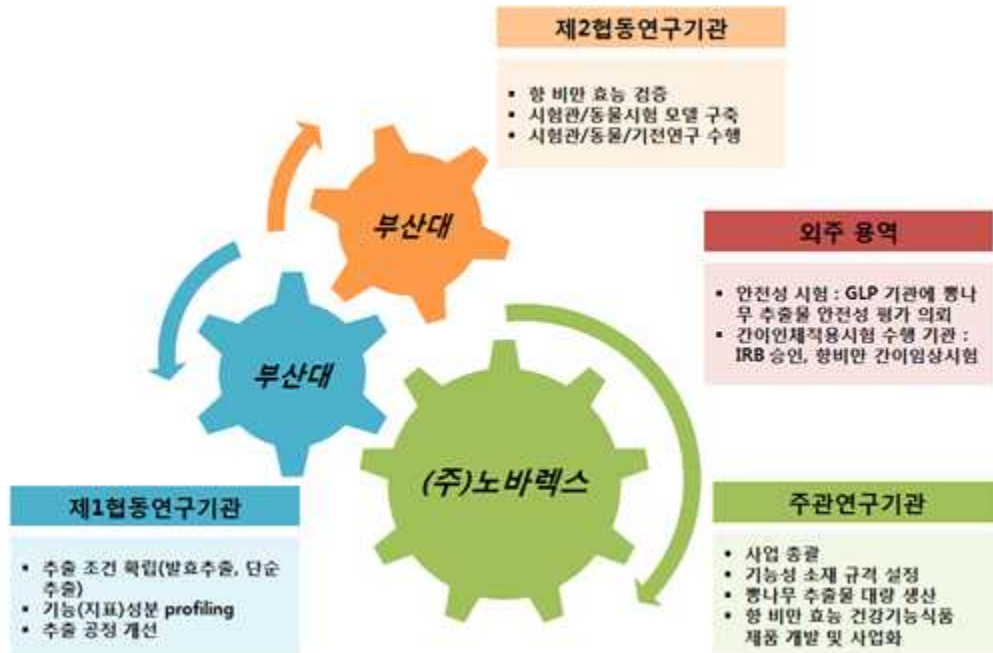 제2협동연구기관
▪ 항 비만 효능 검증
▪ 시험관/동물시험 모델 구축
▪ 시험관/동물/기전연구 수행
부산대
외주 용역
▪ 안전성 시험 : GLP 기관에 뽕나
무 추출물 안전성 평가 의뢰
▪ 간이인체적용시험 수행 기관 :
IRB 승인, 항비만 간이임상시험
부산대
(주)노바렉스
제1협동연구기관
▪ 추출 조건 확립(발효추출, 단순
추출)
▪ 기능(지표)성분 profiling
▪ 추출 공정 개선
주관연구기관
▪ 사업 총괄
▪ 기능성 소재 규격 설정
▪ 뽕나무 추출물 대량 생산
▪ 항 비만 효능 건강기능식품
제품 개발 및 사업화